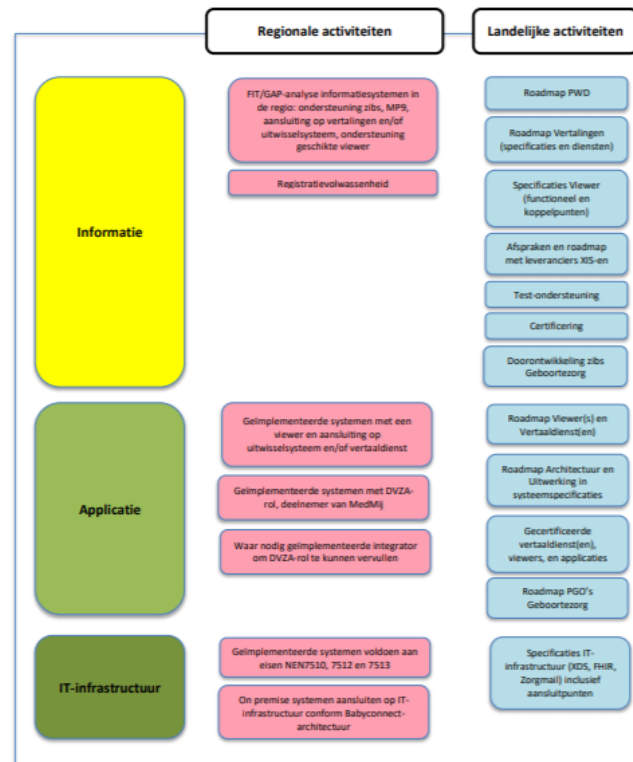 Regionale activiteiten
Landelijke activiteiten
Informatie
FIT/GAP-analyse informatiesystemen in
de regio: ondersteuning zibs, MP9,
aansluiting op vertalingen en/of
uitwisselsysteem, ondersteuning
geschikte viewer
Registratievolwassenheid
Roadmap PWD
Roadmap Vertalingen
(specificaties en diensten)
Specificaties Viewer
(functioneel en
koppelpunten)
Afspraken en roadmap
met leveranciers XIS-en
Test-ondersteuning
Certificering
Doorontwikkeling zibs
Geboortezorg
Applicatie
Geïmplementeerde systemen met een
viewer en aansluiting op
uitwisselsysteem en/of vertaaldienst
Geïmplementeerde systemen met DVZA-
rol, deelnemer van MedMij
Waar nodig geïmplementeerde integrator
om DVZA-rol te kunnen vervullen
Roadmap Viewer(s) en
Vertaaldienst(en)
Roadmap Architectuur en
Uitwerking in
systeemspecificaties
Gecertificeerde
vertaaldienst(en),
viewers, en applicaties
Roadmap PGO's
Geboortezorg
IT-infrastructuur
Geïmplementeerde systemen voldoen aan
eisen NEN7510, 7512 en 7513
On premise systemen aansluiten op IT-
infrastructuur conform Babyconnect-
architectuur
Specificaties IT-
infrastructuur (XDS, FHIR,
Zorgmail) inclusief
aansluitpunten